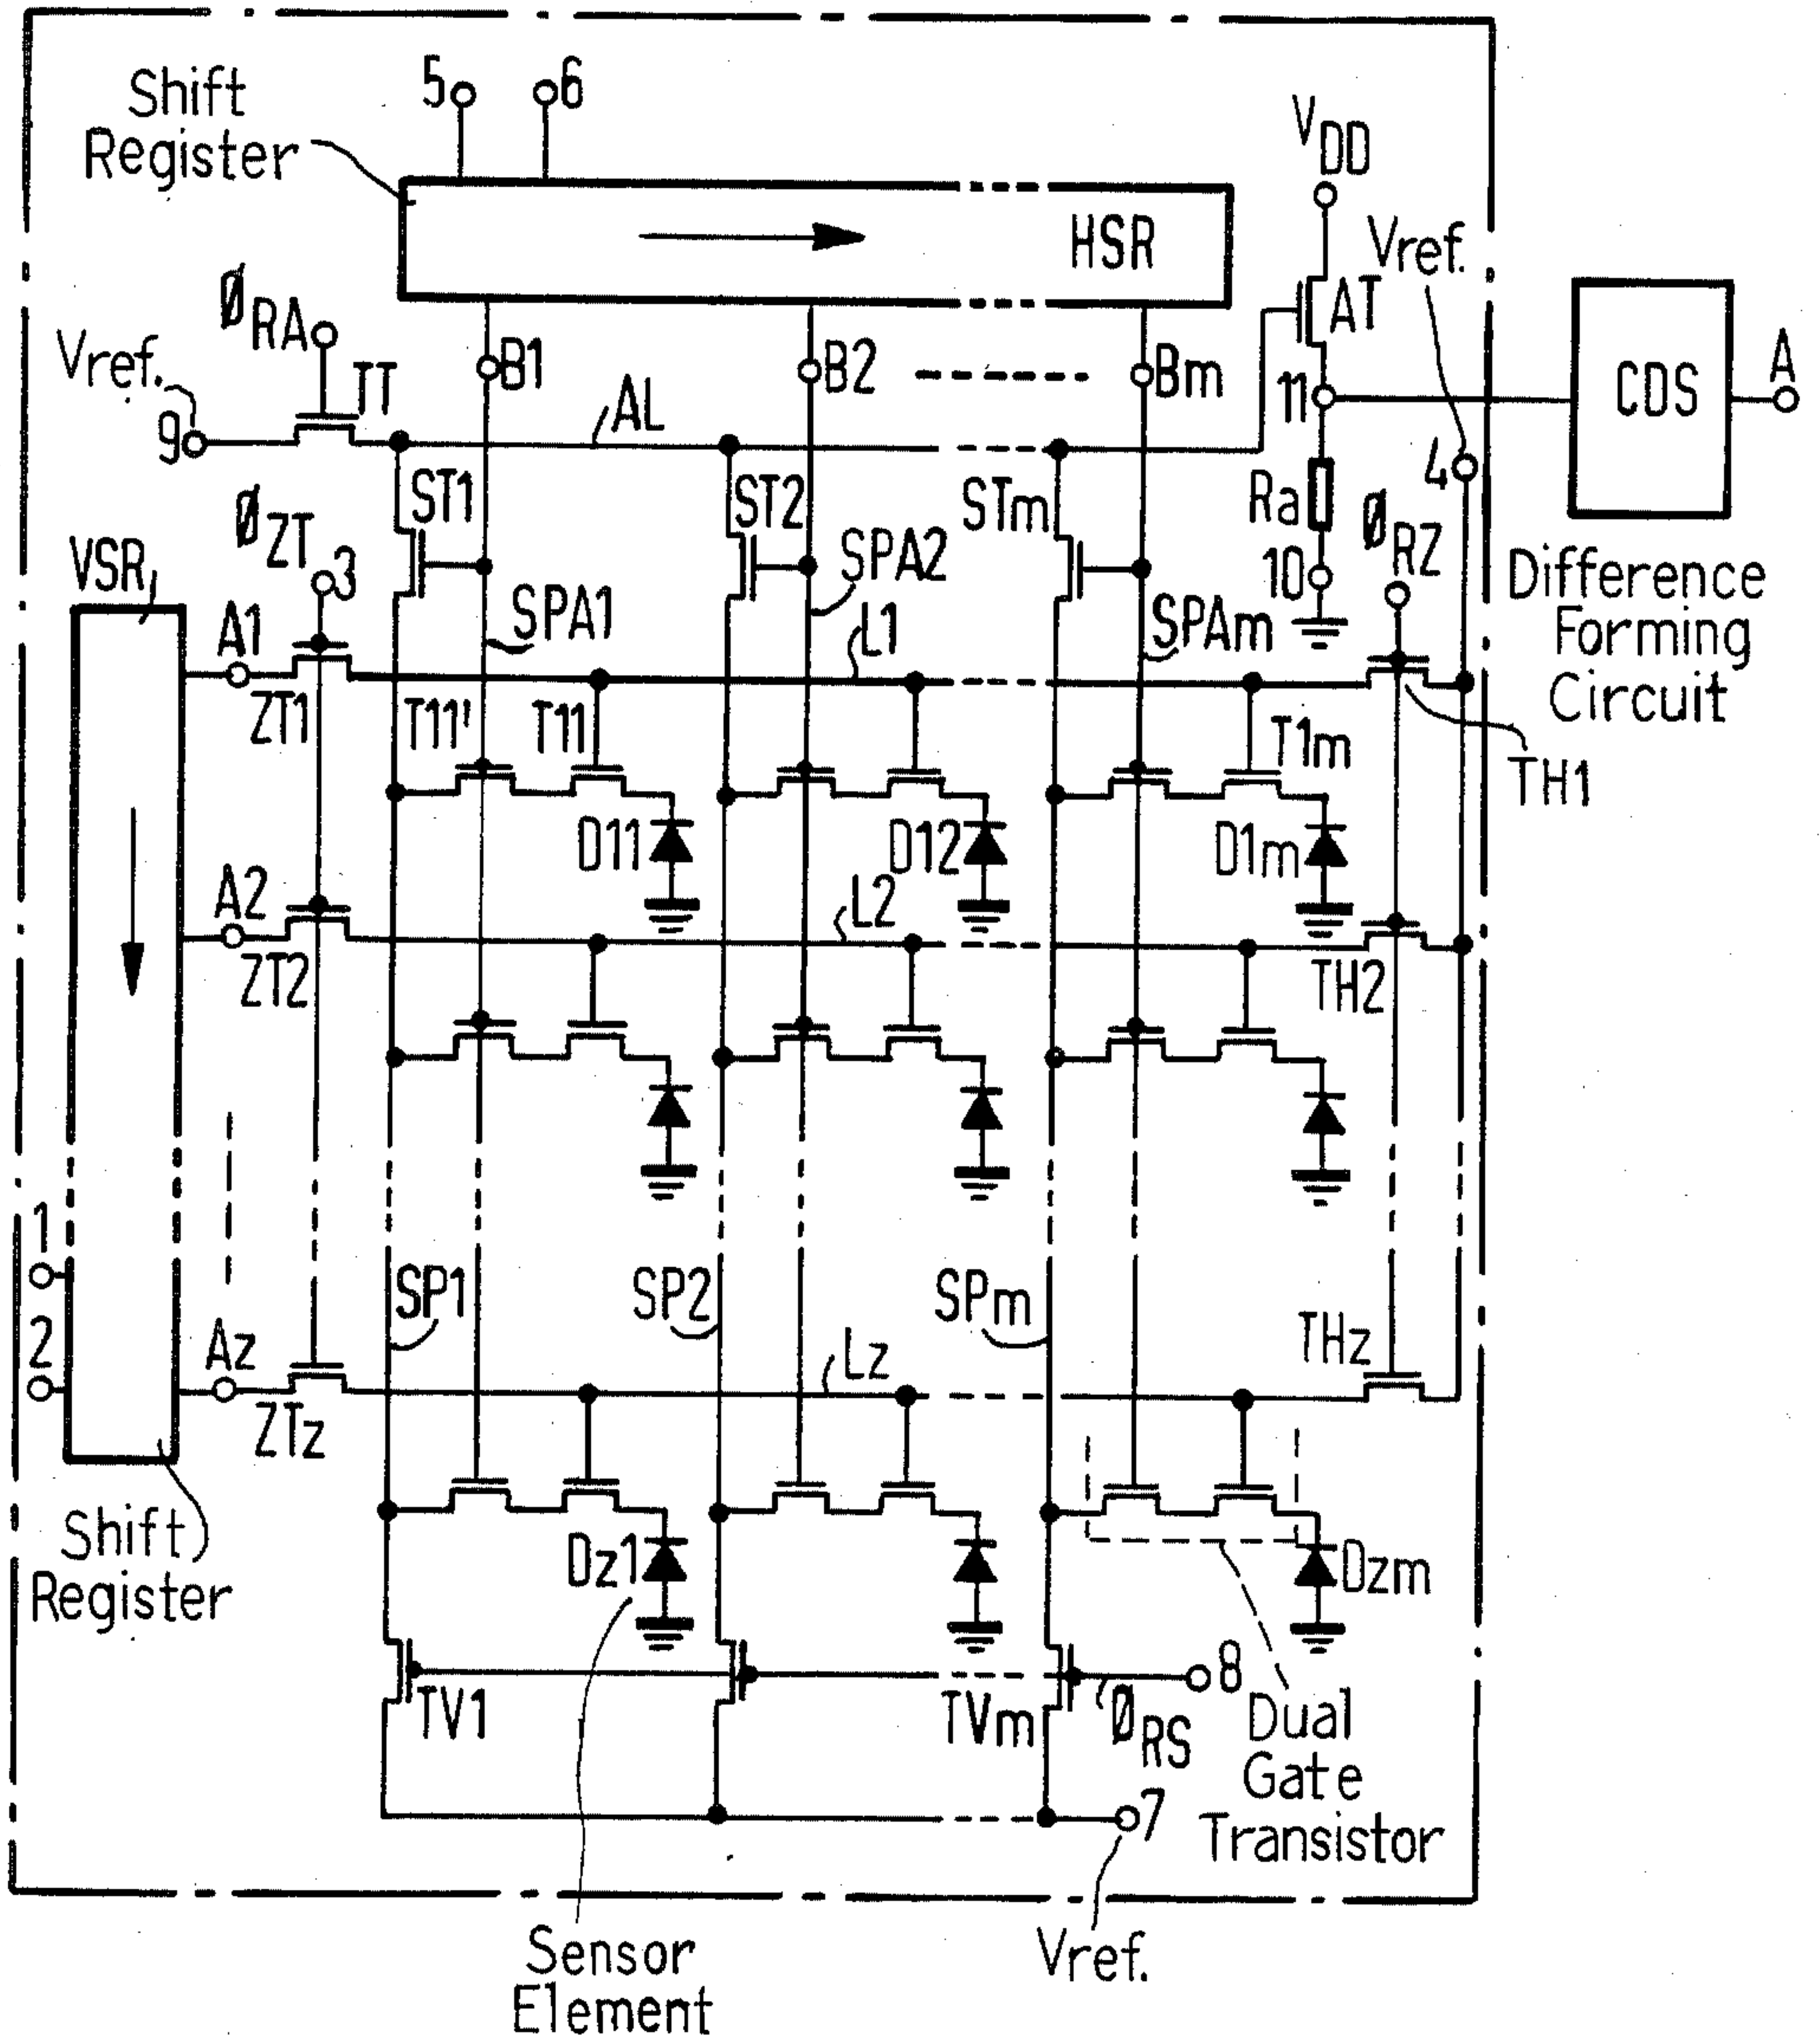 5
6
Shift
Register
V DD
HSR
Vref.
ØRA
AT
Vref.
TT
B1
B2
Bm
11
CDS
A
9
AL
4
ST1
ST2
STm
Ra
ØZT
3
ØRZ
VSR
SPA2
10
Difference
Forming
Circuit
A1
SPA1
L1
SPAm
ZT1
T11'
T11
T1m
TH1
D11
D12
D1m
A2
L2
ZT2
TH2
1
SP1
SP2
SPm
2
Az
Lz
THz
ZTz
Shift
Register
Dz1
Dzm
8
TV1
TVm
ØRS
Dual
Gate
Transistor
7
Sensor
Element
Vref.